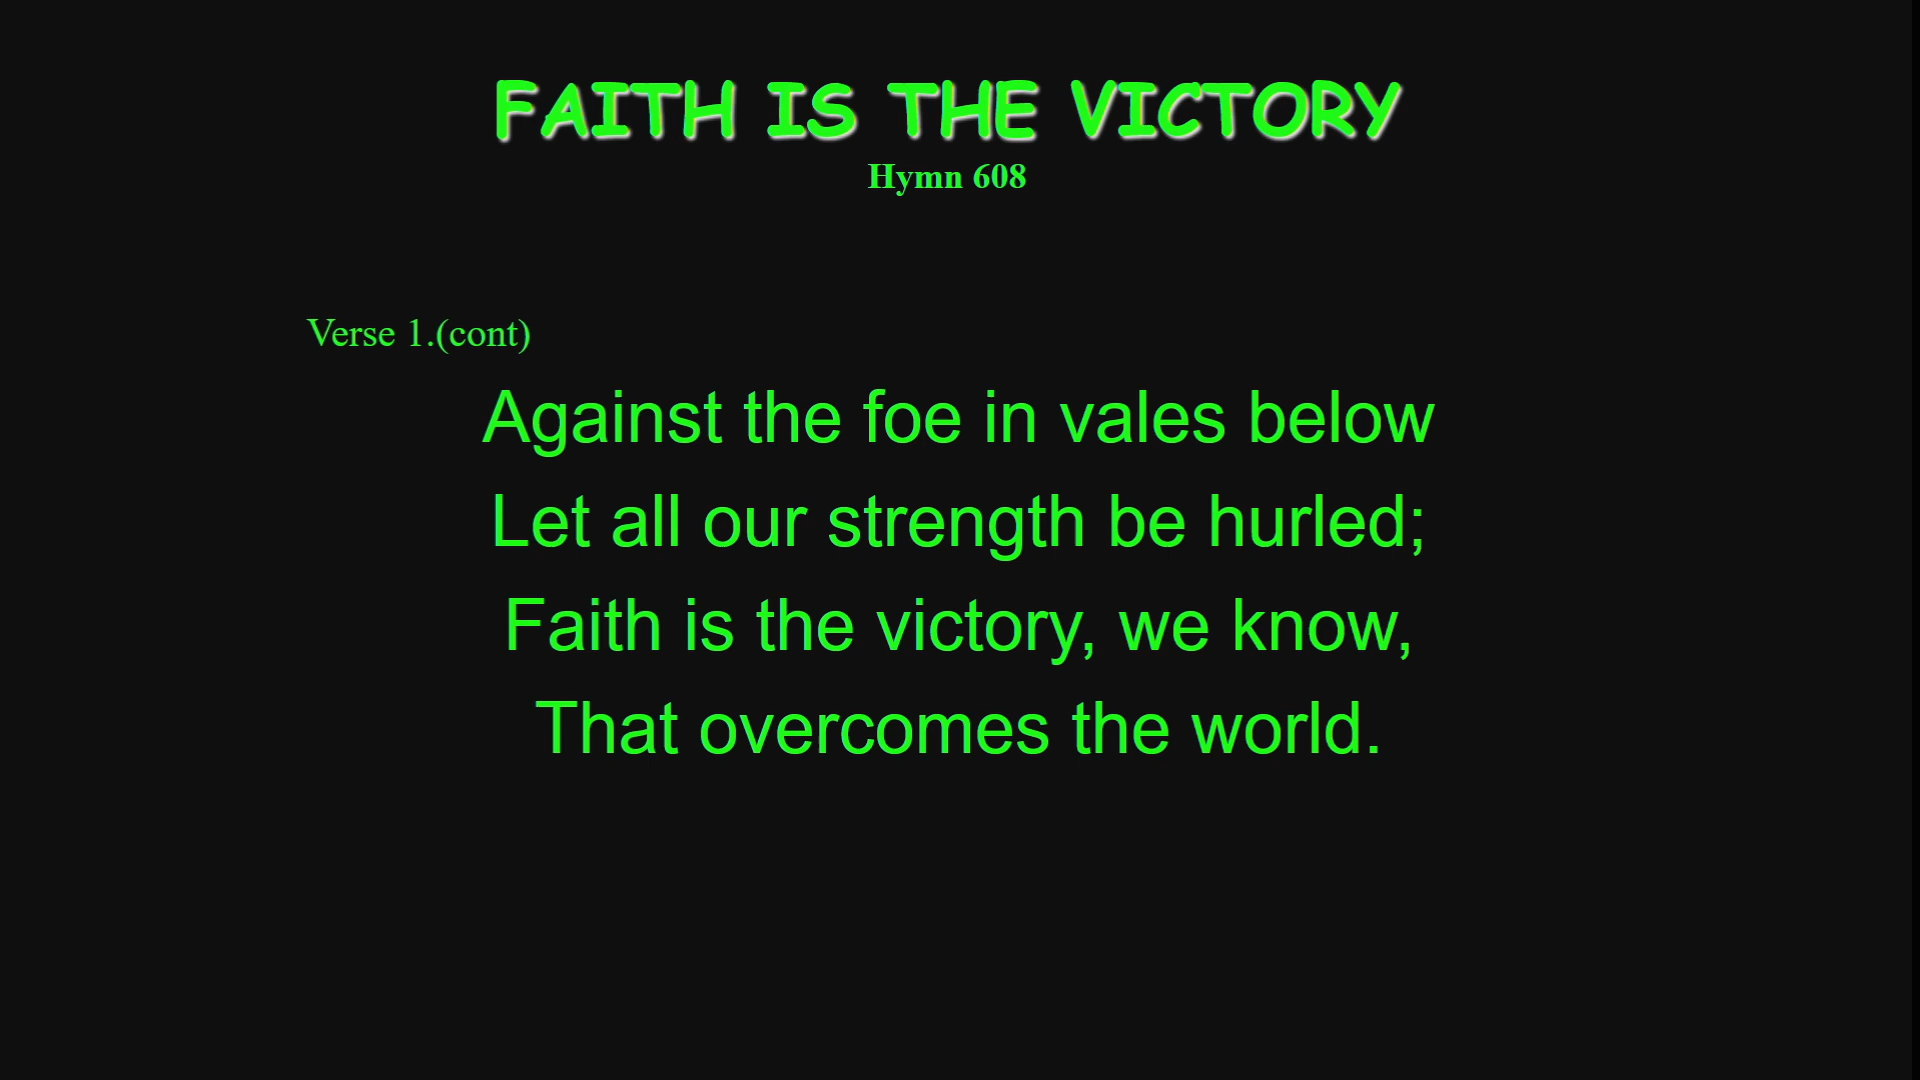 FAITH IS THE VICTORY
Hymn 608
Verse 1.(cont)
Against the foe in vales below
Let all our strength be hurled;
Faith is the victory, we know,
That overcomes the world.